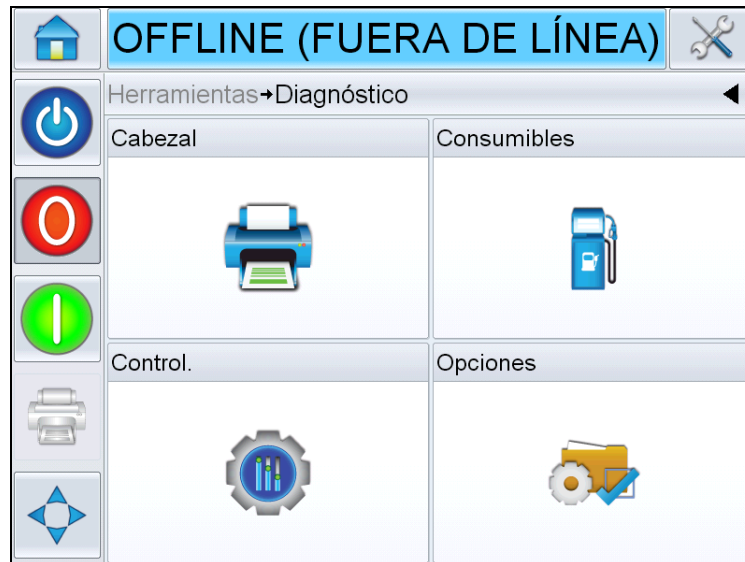 OFFLINE (FUERA DE LÍNEA)
Herramientas→Diagnóstico
Cabezal
Consumibles
Control.
Opciones